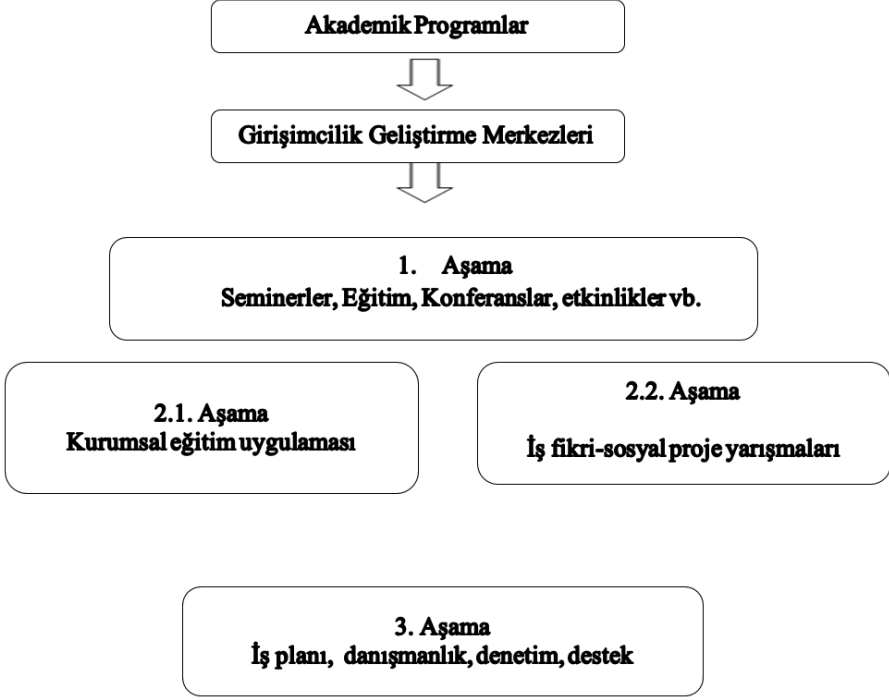 Akademik Programlar
Girişimcilik Geliştirme Merkezleri
1. Aşama
Seminerler, Eğitim, Konferanslar, etkinlikler vb.
2.1. Aşama
Kurumsal eğitim uygulaması
2.2. Aşama
İş fikri-sosyal proje yarışmaları
3. Aşama
İş planı, danışmanlık, denetim, destek